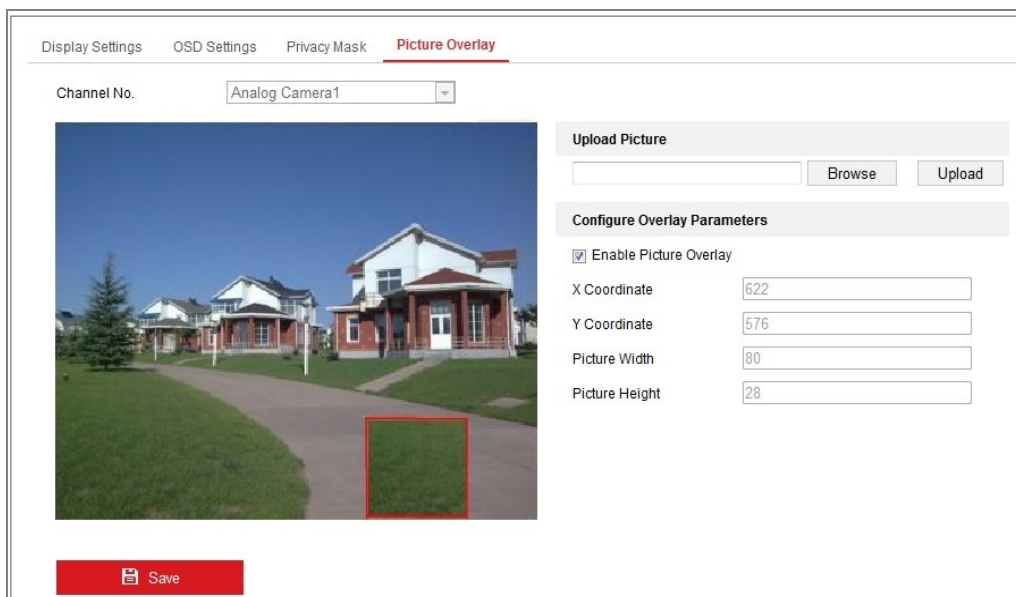 Display Settings OSD Settings Privacy Mask Picture Overlay
Channel No. Analog Camera1
Upload Picture
Browse Upload
Configure Overlay Parameters
Enable Picture Overlay
X Coordinate 622
Y Coordinate 576
Picture Width 80
Picture Height 28
Save